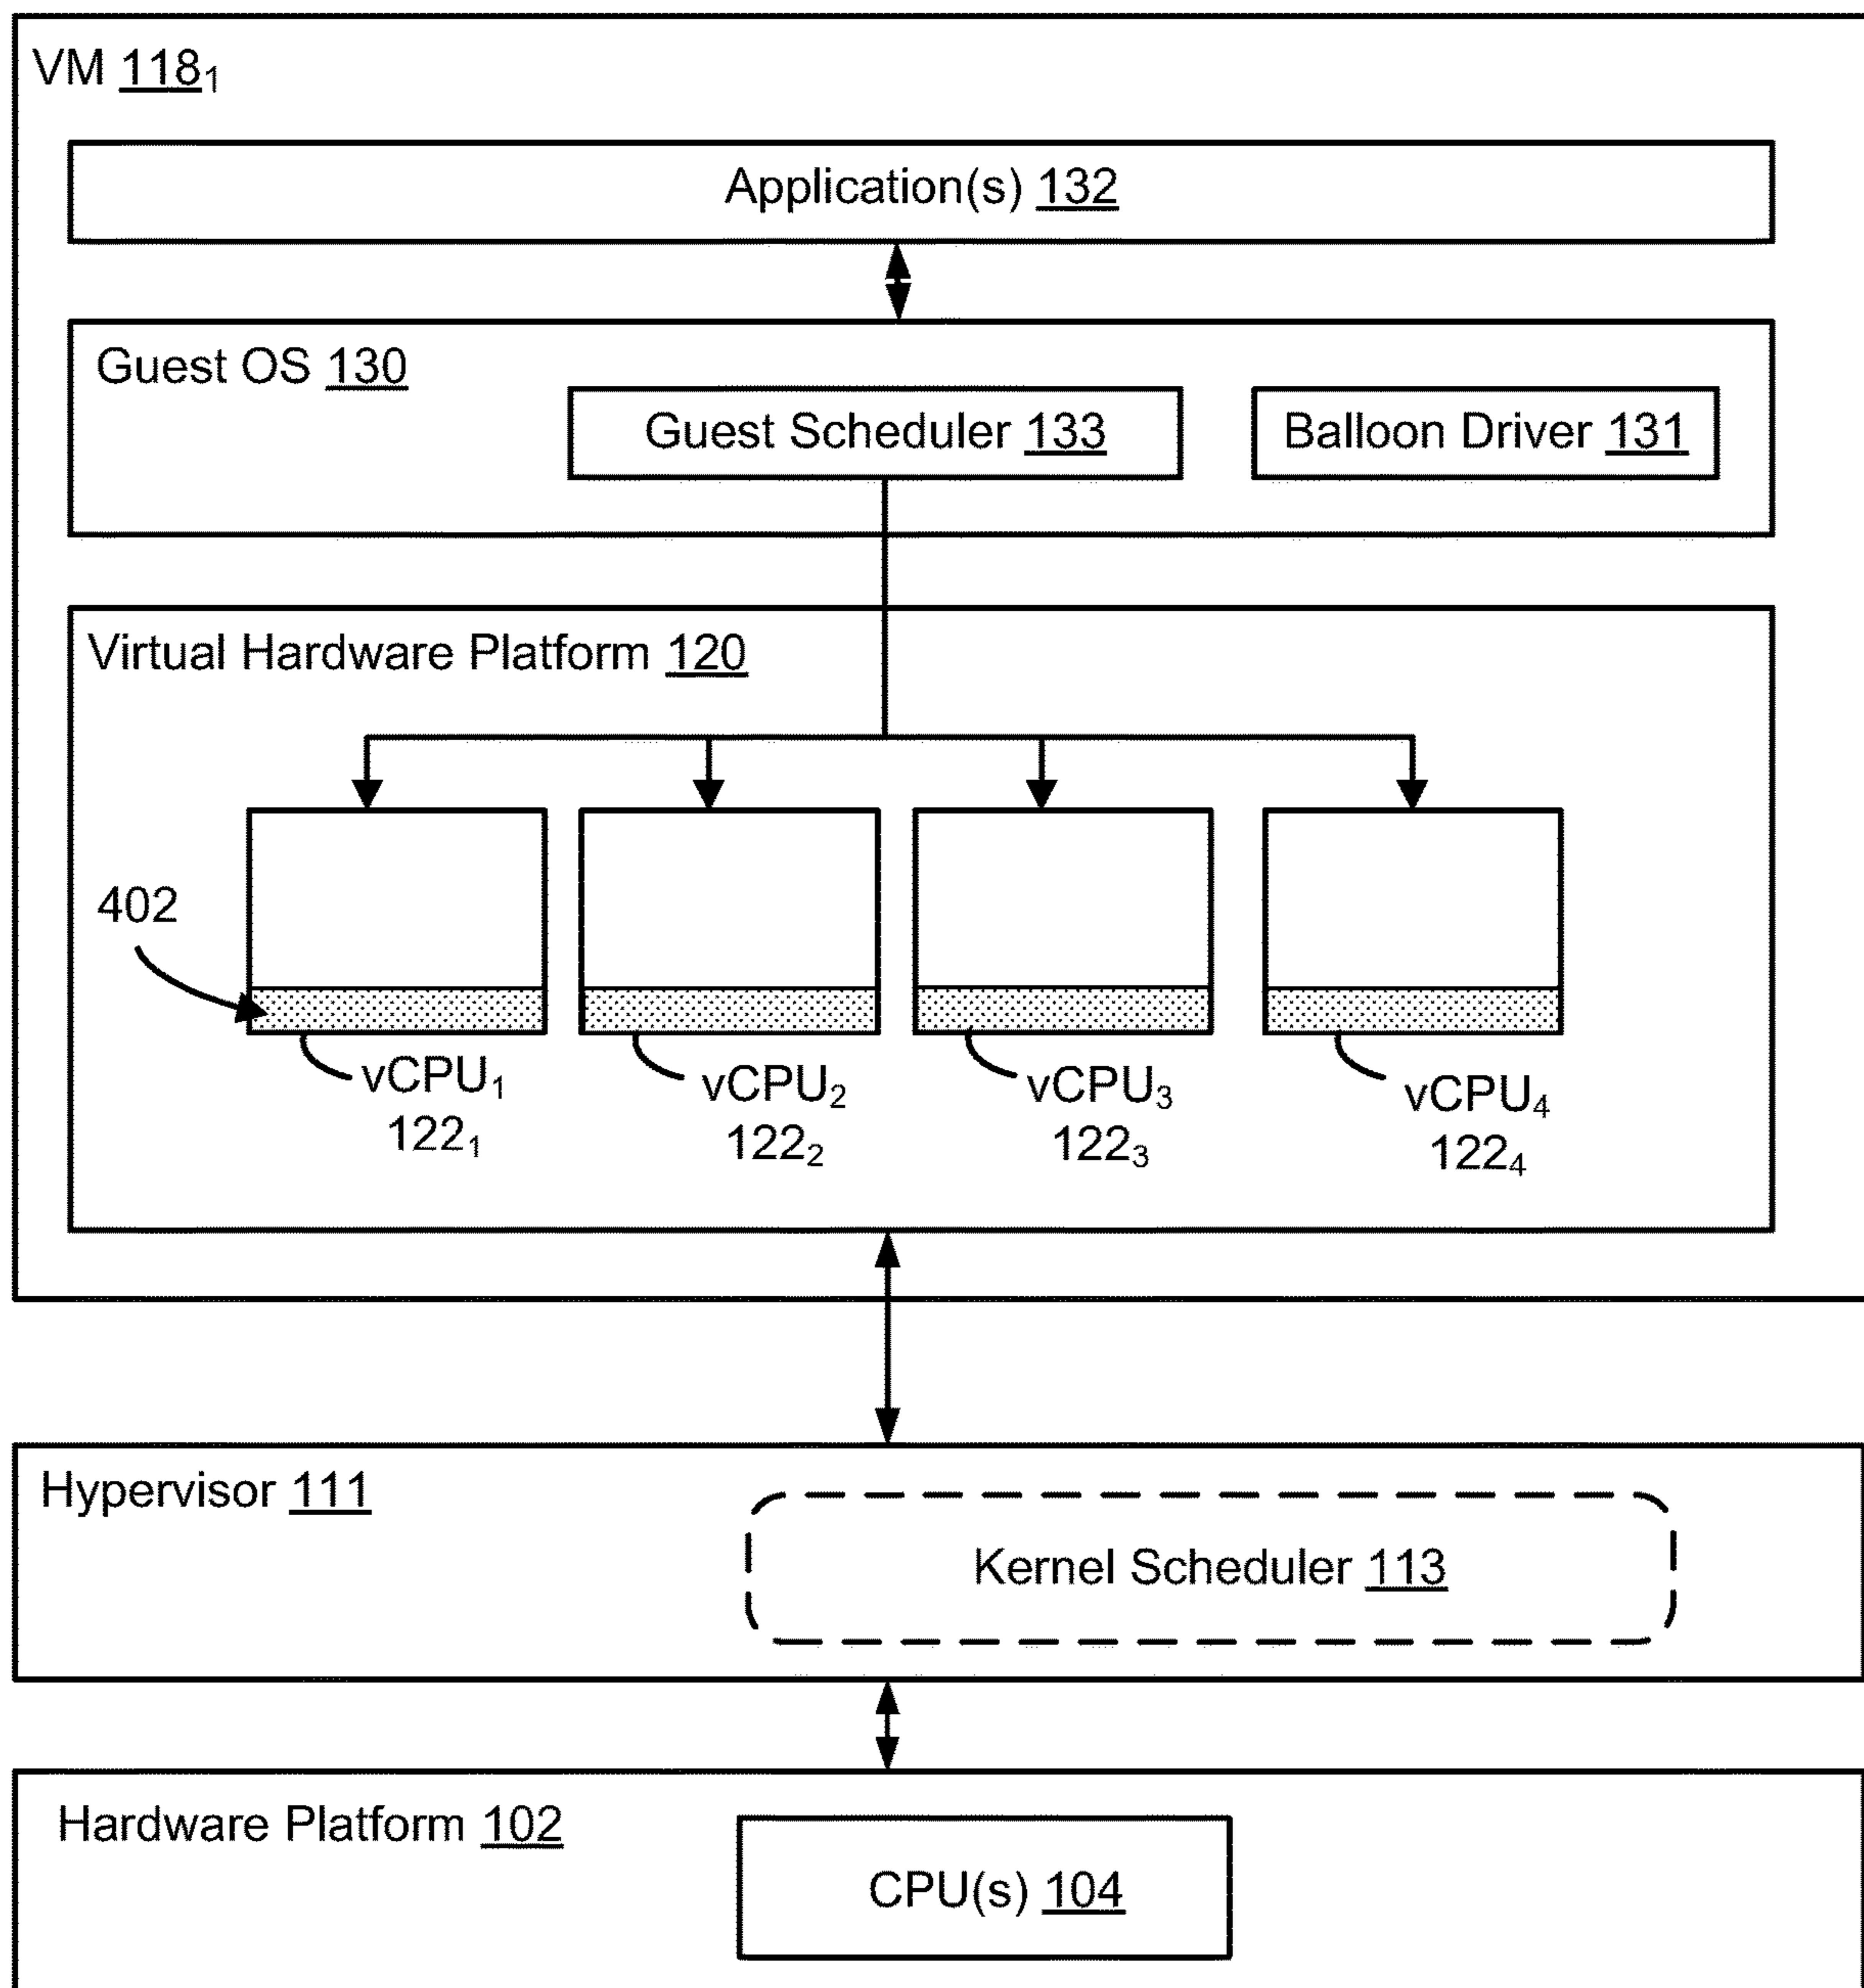 VM 118₁
Application(s) 132
Guest OS 130
Guest Scheduler 133
Balloon Driver 131
Virtual Hardware Platform 120
402
vCPU₁
122₁
vCPU₂
122₂
vCPU₃
122₃
vCPU₄
122₄
Hypervisor 111
Kernel Scheduler 113
Hardware Platform 102
CPU(s) 104